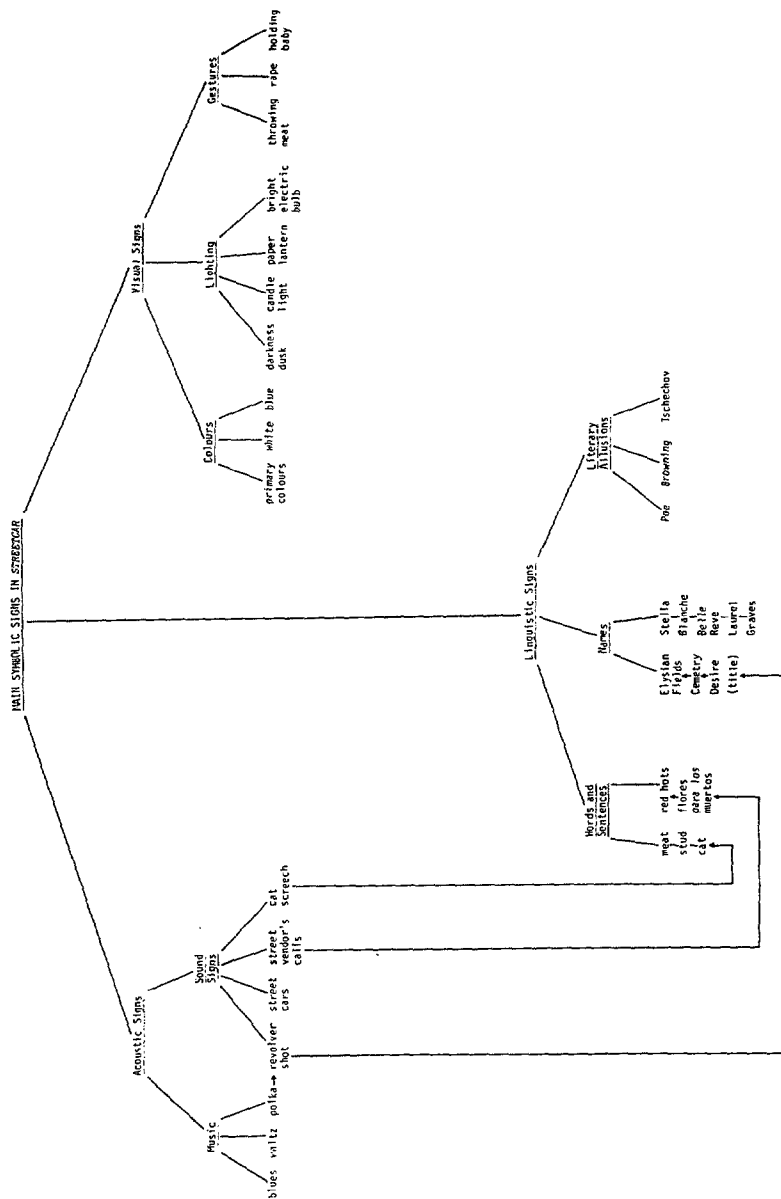 MAIN SYMBOLIC SIGNS IN STREETCAR
Acoustic Signs
Visual Signs
Music
Sound
Signs
Colours
Lighting
Gestures
blues
waltz
polka→
revolver
shot
street
cars
street
vendor's
calls
cat
screech
primary
colours
white
blue
darkness
dusk
candle
light
paper
lantern
bright
electric
bulb
throwing
meat
rape
holding
baby
Linguistic Signs
Words and
Sentences
Names
Literary
Allusions
meat
stud
cat
red hots
flores
para los
muertos
Elysian
Fields
Cemetry
Desire
(title)
Stella
Blanche
Belle
Reve
Laurel
Graves
Poe
Browning
Tschechov